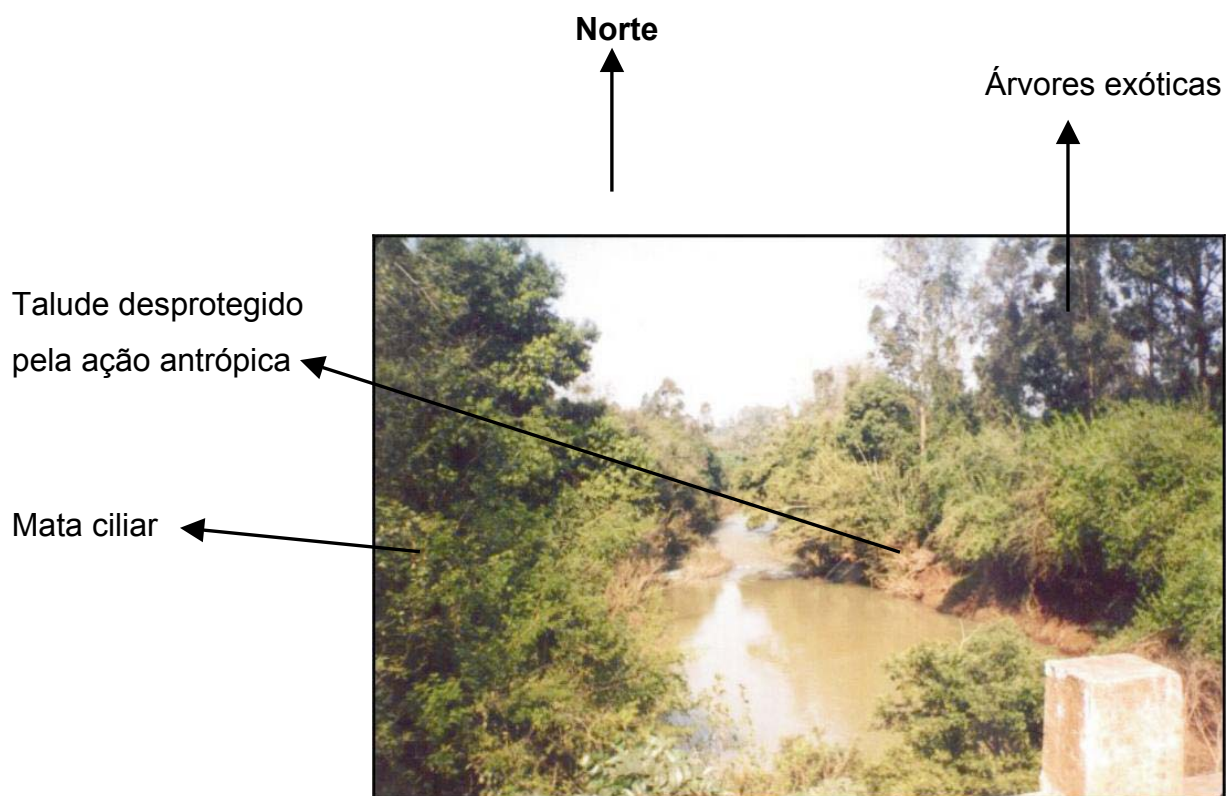 Norte
Árvores exóticas
Talude desprotegido
pela ação antrópica
Mata ciliar